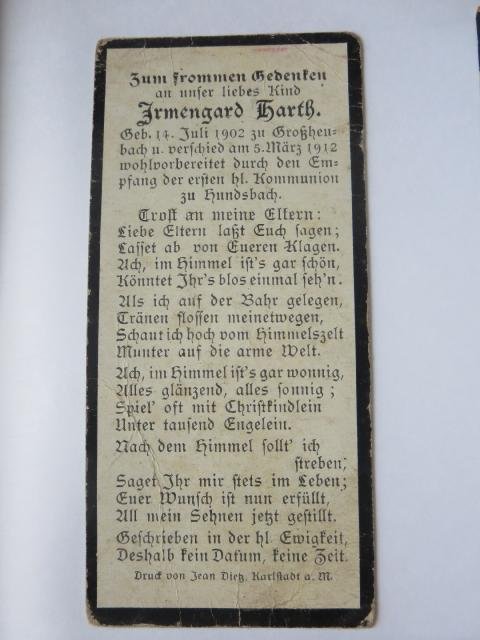 Zum frommen Gedenken
an unser liebes Kind
Irmengard Harth.
Geb. 14. Juli 1902 zu Großheu=
bach u. verschied am 5. März 1912
wohlvorbereitet durch den Em=
pfang der ersten hl. Kommunion
zu Hundsbach.
Trost an meine Eltern:
Liebe Eltern laßt Euch sagen;
Lasset ab von Eueren Klagen.
Ach, im Himmel ist's gar schön,
Könntet Ihr's blos einmal seh'n.
Als ich auf der Bahr gelegen,
Tränen flossen meinetwegen,
Schaut ich hoch vom Himmelszelt
Munter auf die arme Welt.
Ach, im Himmel ist's gar wonnig,
Alles glänzend, alles sonnig;
Spiel' oft mit Christkindlein
Unter tausend Engelein.
Nach dem Himmel sollt' ich
streben,
Saget Ihr mir stets im Leben;
Euer Wunsch ist nun erfüllt,
All mein Sehnen jetzt gestillt.
Geschrieben in der hl. Ewigkeit,
Deshalb kein Datum, keine Zeit.
Druck von Jean Dietz, Karlstadt a. M.